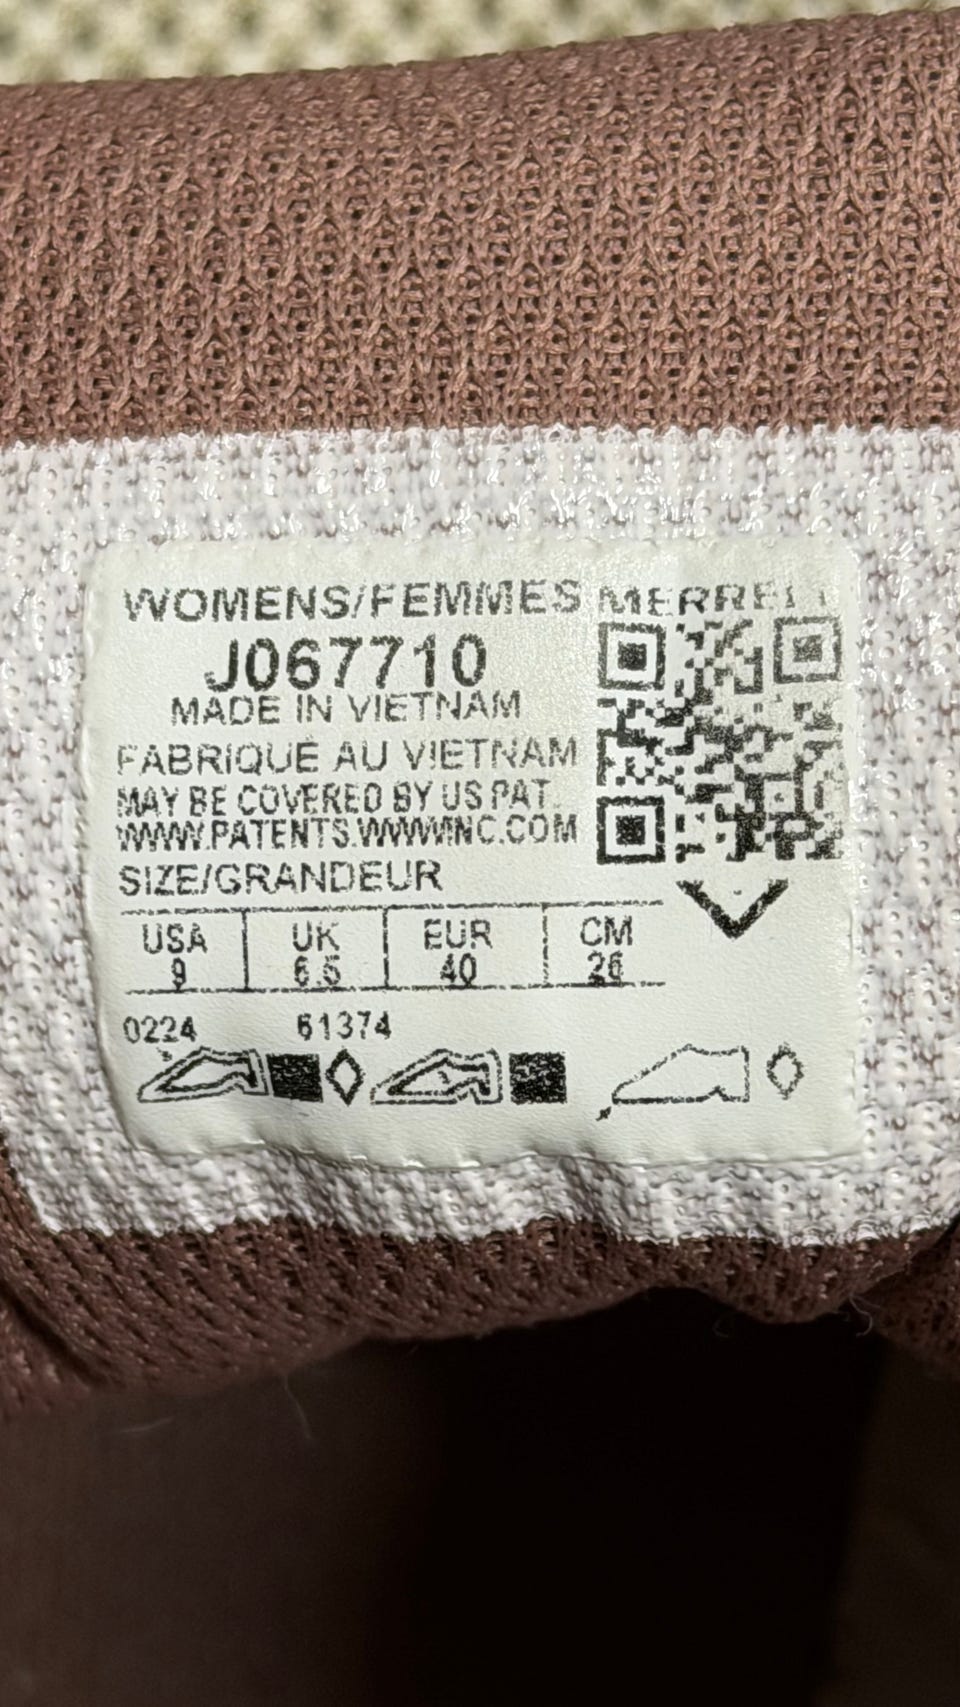 WOMENS/FEMMES MERRELL
J067710
MADE IN VIETNAM
FABRIQUÉ AU VIETNAM
MAY BE COVERED BY US PAT.
WWW.PATENTS.WWWINC.COM
SIZE/GRANDEUR
USA UK EUR CM
9 6.5 40 26
0224 61374